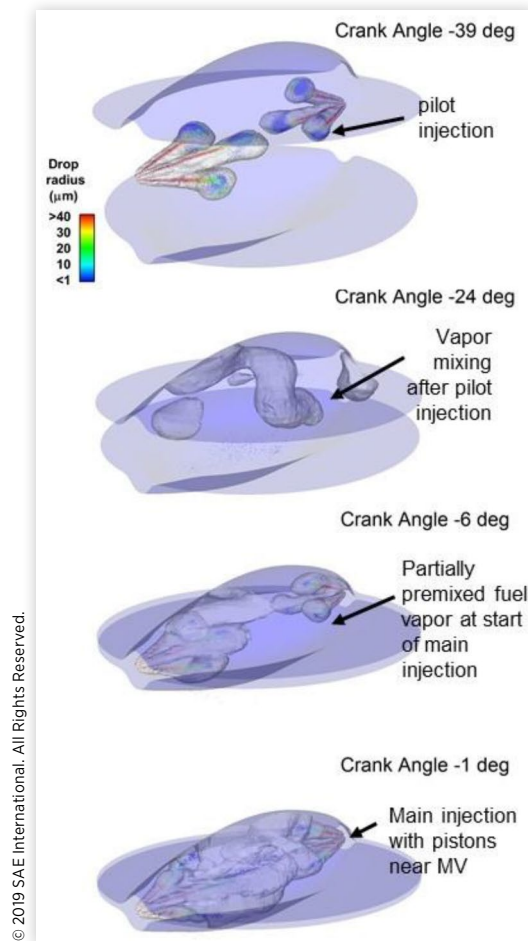 Crank Angle -39 deg
pilot
injection
Drop
radius
(μm)
>40
30
20
10
<1
Crank Angle -24 deg
Vapor
mixing
after pilot
injection
Crank Angle -6 deg
Partially
premixed fuel
vapor at start
of main
injection
Crank Angle -1 deg
Main injection
with pistons
near MV
© 2019 SAE International. All Rights Reserved.